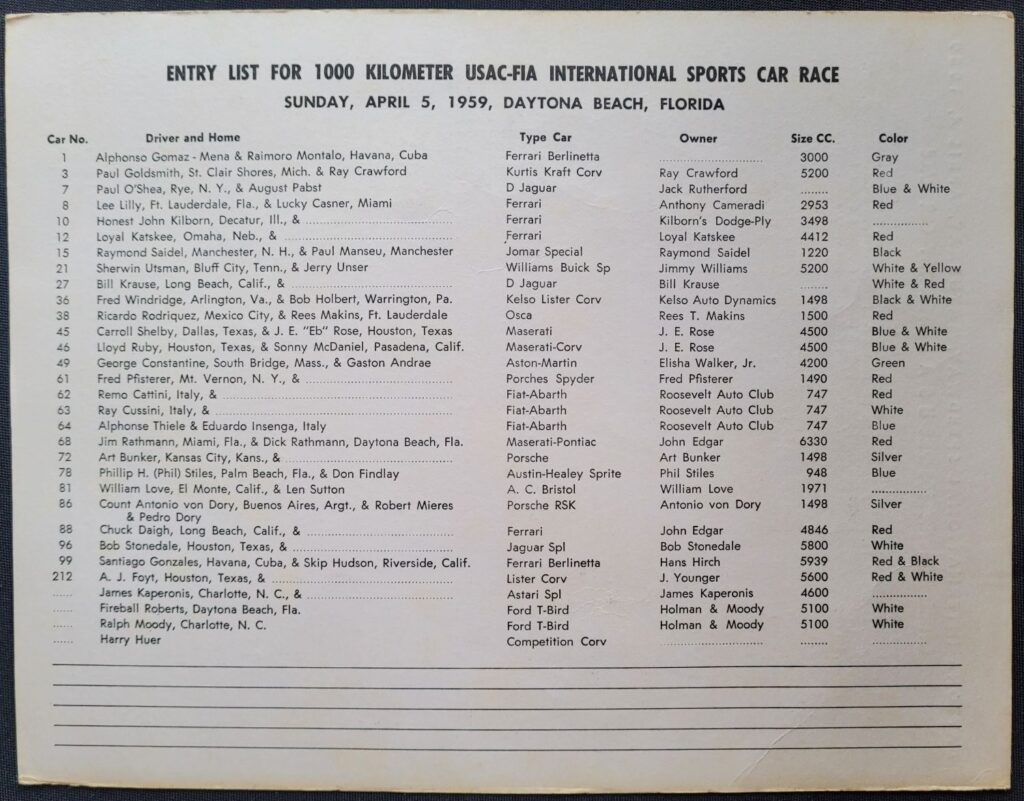 ENTRY LIST FOR 1000 KILOMETER USAC-FIA INTERNATIONAL SPORTS CAR RACE
SUNDAY, APRIL 5, 1959, DAYTONA BEACH, FLORIDA
Car No. Driver and Home Type Car Owner Size CC. Color
1 Alphonso Gomaz - Mena & Raimoro Montalo, Havana, Cuba Ferrari Berlinetta .................... 3000 Gray
3 Paul Goldsmith, St. Clair Shores, Mich. & Ray Crawford Kurtis Kraft Corv Ray Crawford 5200 Red
7 Paul O'Shea, Rye, N. Y., & August Pabst D Jaguar Jack Rutherford ........ Blue & White
8 Lee Lilly, Ft. Lauderdale, Fla., & Lucky Casner, Miami Ferrari Anthony Cameradi 2953 Red
10 Honest John Kilborn, Decatur, Ill., & .................... Ferrari Kilborn's Dodge-Ply 3498 ...............
12 Loyal Katskee, Omaha, Neb., & .................... Ferrari Loyal Katskee 4412 Red
15 Raymond Saidel, Manchester, N. H., & Paul Manseu, Manchester Jomar Special Raymond Saidel 1220 Black
21 Sherwin Utsman, Bluff City, Tenn., & Jerry Unser Williams Buick Sp Jimmy Williams 5200 White & Yellow
27 Bill Krause, Long Beach, Calif., & .................... D Jaguar Bill Krause ........ White & Red
36 Fred Windridge, Arlington, Va., & Bob Holbert, Warrington, Pa. Kelso Lister Corv Kelso Auto Dynamics 1498 Black & White
38 Ricardo Rodriquez, Mexico City, & Rees Makins, Ft. Lauderdale Osca Rees T. Makins 1500 Red
45 Carroll Shelby, Dallas, Texas, & J. E. "Eb" Rose, Houston, Texas Maserati J. E. Rose 4500 Blue & White
46 Lloyd Ruby, Houston, Texas, & Sonny McDaniel, Pasadena, Calif. Maserati-Corv J. E. Rose 4500 Blue & White
49 George Constantine, South Bridge, Mass., & Gaston Andrae Aston-Martin Elisha Walker, Jr. 4200 Green
61 Fred Pfisterer, Mt. Vernon, N. Y., & .................... Porches Spyder Fred Pfisterer 1490 Red
62 Remo Cattini, Italy, & .................... Fiat-Abarth Roosevelt Auto Club 747 Red
63 Ray Cussini, Italy, & .................... Fiat-Abarth Roosevelt Auto Club 747 White
64 Alphonse Thiele & Eduardo Insenga, Italy Fiat-Abarth Roosevelt Auto Club 747 Blue
68 Jim Rathmann, Miami, Fla., & Dick Rathmann, Daytona Beach, Fla. Maserati-Pontiac John Edgar 6330 Red
72 Art Bunker, Kansas City, Kans., & .................... Porsche Art Bunker 1498 Silver
78 Phillip H. (Phil) Stiles, Palm Beach, Fla., & Don Findlay Austin-Healey Sprite Phil Stiles 948 Blue
81 William Love, El Monte, Calif., & Len Sutton A. C. Bristol William Love 1971 ...............
86 Count Antonio von Dory, Buenos Aires, Argt., & Robert Mieres Porsche RSK Antonio von Dory 1498 Silver
& Pedro Dory
88 Chuck Daigh, Long Beach, Calif., & .................... Ferrari John Edgar 4846 Red
96 Bob Stonedale, Houston, Texas, & .................... Jaguar Spl Bob Stonedale 5800 White
99 Santiago Gonzales, Havana, Cuba, & Skip Hudson, Riverside, Calif. Ferrari Berlinetta Hans Hirch 5939 Red & Black
212 A. J. Foyt, Houston, Texas, & .................... Lister Corv J. Younger 5600 Red & White
...... James Kaperonis, Charlotte, N. C., & .................... Astari Spl James Kaperonis 4600 ...............
...... Fireball Roberts, Daytona Beach, Fla. Ford T-Bird Holman & Moody 5100 White
...... Ralph Moody, Charlotte, N. C. Ford T-Bird Holman & Moody 5100 White
...... Harry Huer Competition Corv .................... ........ ...............